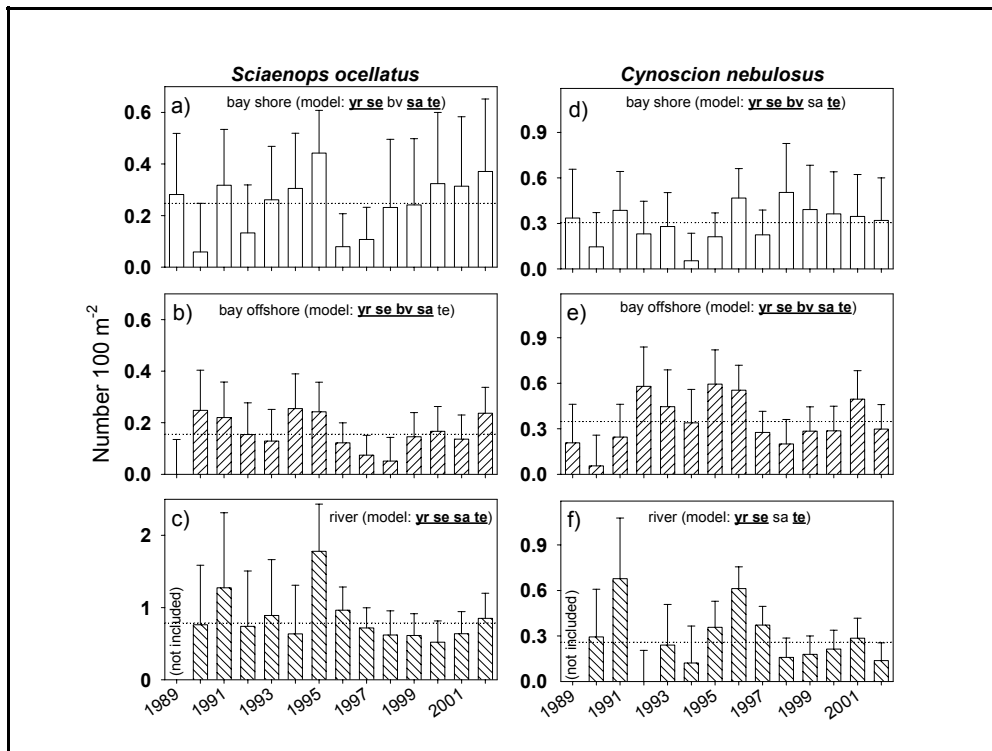 Sciaenops ocellatus
Cynoscion nebulosus
a) bay shore (model: yr se bv sa te)
0.6
0.4
0.2
0.0
d) bay shore (model: yr se bv sa te)
0.9
0.6
0.3
0.0
Number 100 m-2
b) bay offshore (model: yr se bv sa te)
0.6
0.4
0.2
0.0
e) bay offshore (model: yr se bv sa te)
0.9
0.6
0.3
0.0
c) river (model: yr se sa te)
2
1
0
(not included)
1989 1991 1993 1995 1997 1999 2001
f) river (model: yr se sa te)
0.9
0.6
0.3
0.0
(not included)
1989 1991 1993 1995 1997 1999 2001